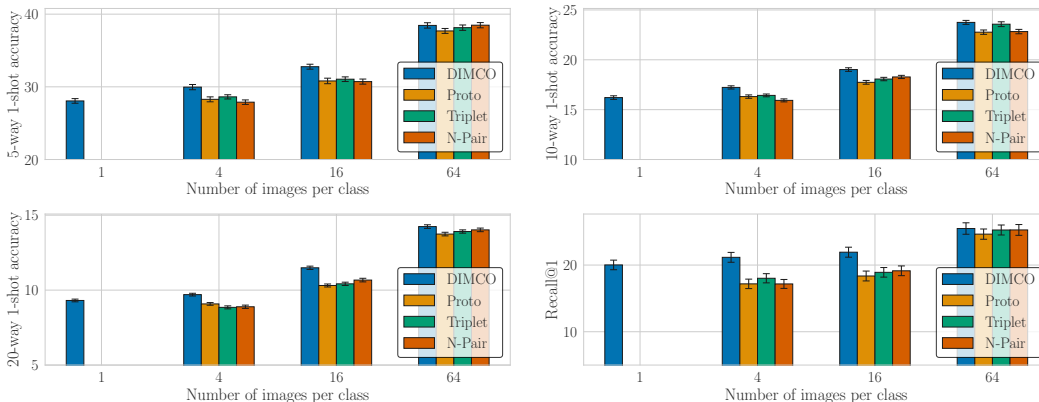 5-way 1-shot accuracy
40
30
20
1
4
16
64
Number of images per class
DIMCO
Proto
Triplet
N-Pair
10-way 1-shot accuracy
25
20
15
10
1
4
16
64
Number of images per class
DIMCO
Proto
Triplet
N-Pair
20-way 1-shot accuracy
15
10
5
1
4
16
64
Number of images per class
DIMCO
Proto
Triplet
N-Pair
Recall@1
20
10
1
4
16
64
Number of images per class
DIMCO
Proto
Triplet
N-Pair